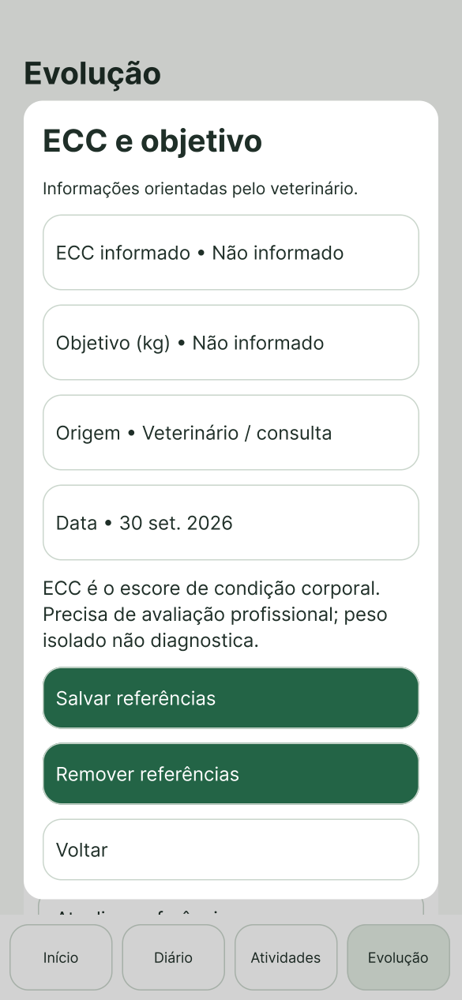 Evolução
ECC e objetivo
Informações orientadas pelo veterinário.
ECC informado • Não informado
Objetivo (kg) • Não informado
Origem • Veterinário / consulta
Data • 30 set. 2026
ECC é o escore de condição corporal.
Precisa de avaliação profissional; peso
isolado não diagnostica.
Salvar referências
Remover referências
Voltar
Início
Diário
Atividades
Evolução